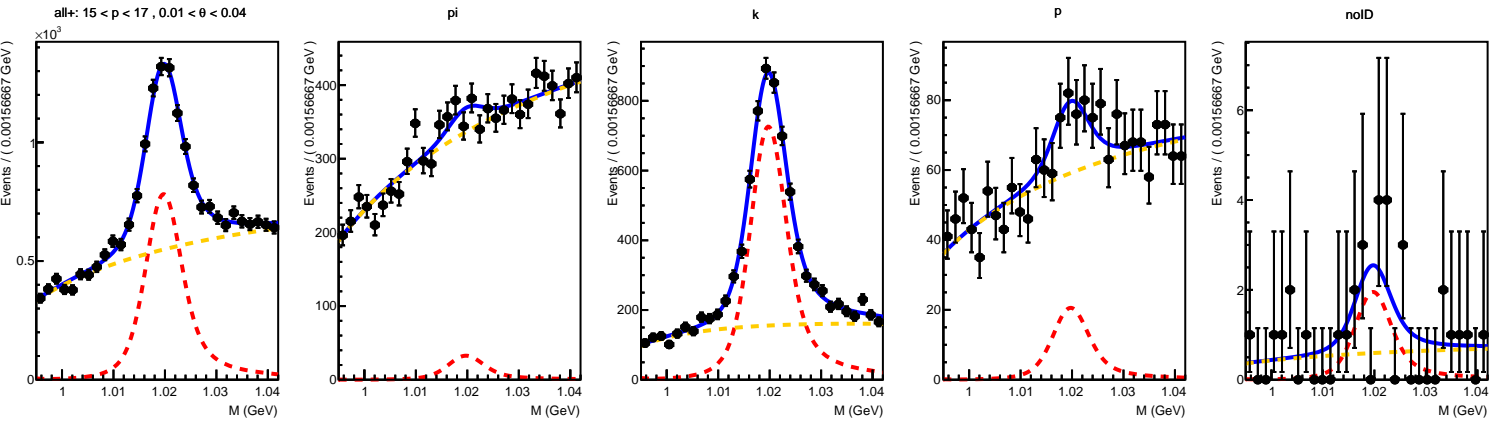 all+: 15 < p < 17 , 0.01 < θ < 0.04
×10³
Events / ( 0.00156667 GeV )
1
0.5
0
1 1.01 1.02 1.03 1.04
M (GeV)
pi
Events / ( 0.00156667 GeV )
400
300
200
100
0
1 1.01 1.02 1.03 1.04
M (GeV)
k
Events / ( 0.00156667 GeV )
800
600
400
200
0
1 1.01 1.02 1.03 1.04
M (GeV)
p
Events / ( 0.00156667 GeV )
80
60
40
20
0
1 1.01 1.02 1.03 1.04
M (GeV)
noID
Events / ( 0.00156667 GeV )
6
4
2
0
1 1.01 1.02 1.03 1.04
M (GeV)